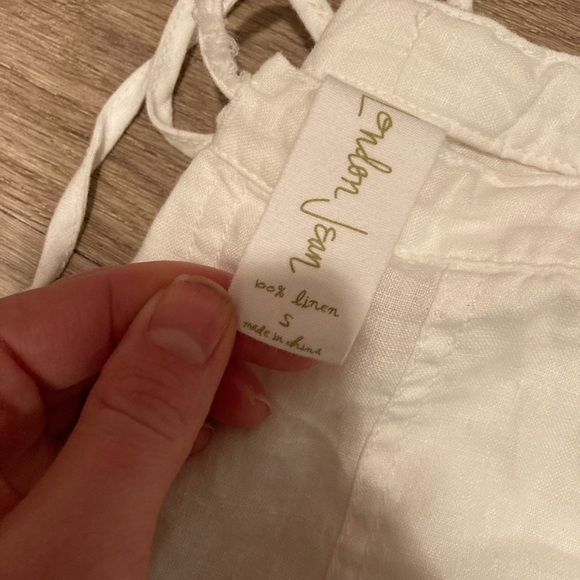 London Jean
100% linen
S
made in china